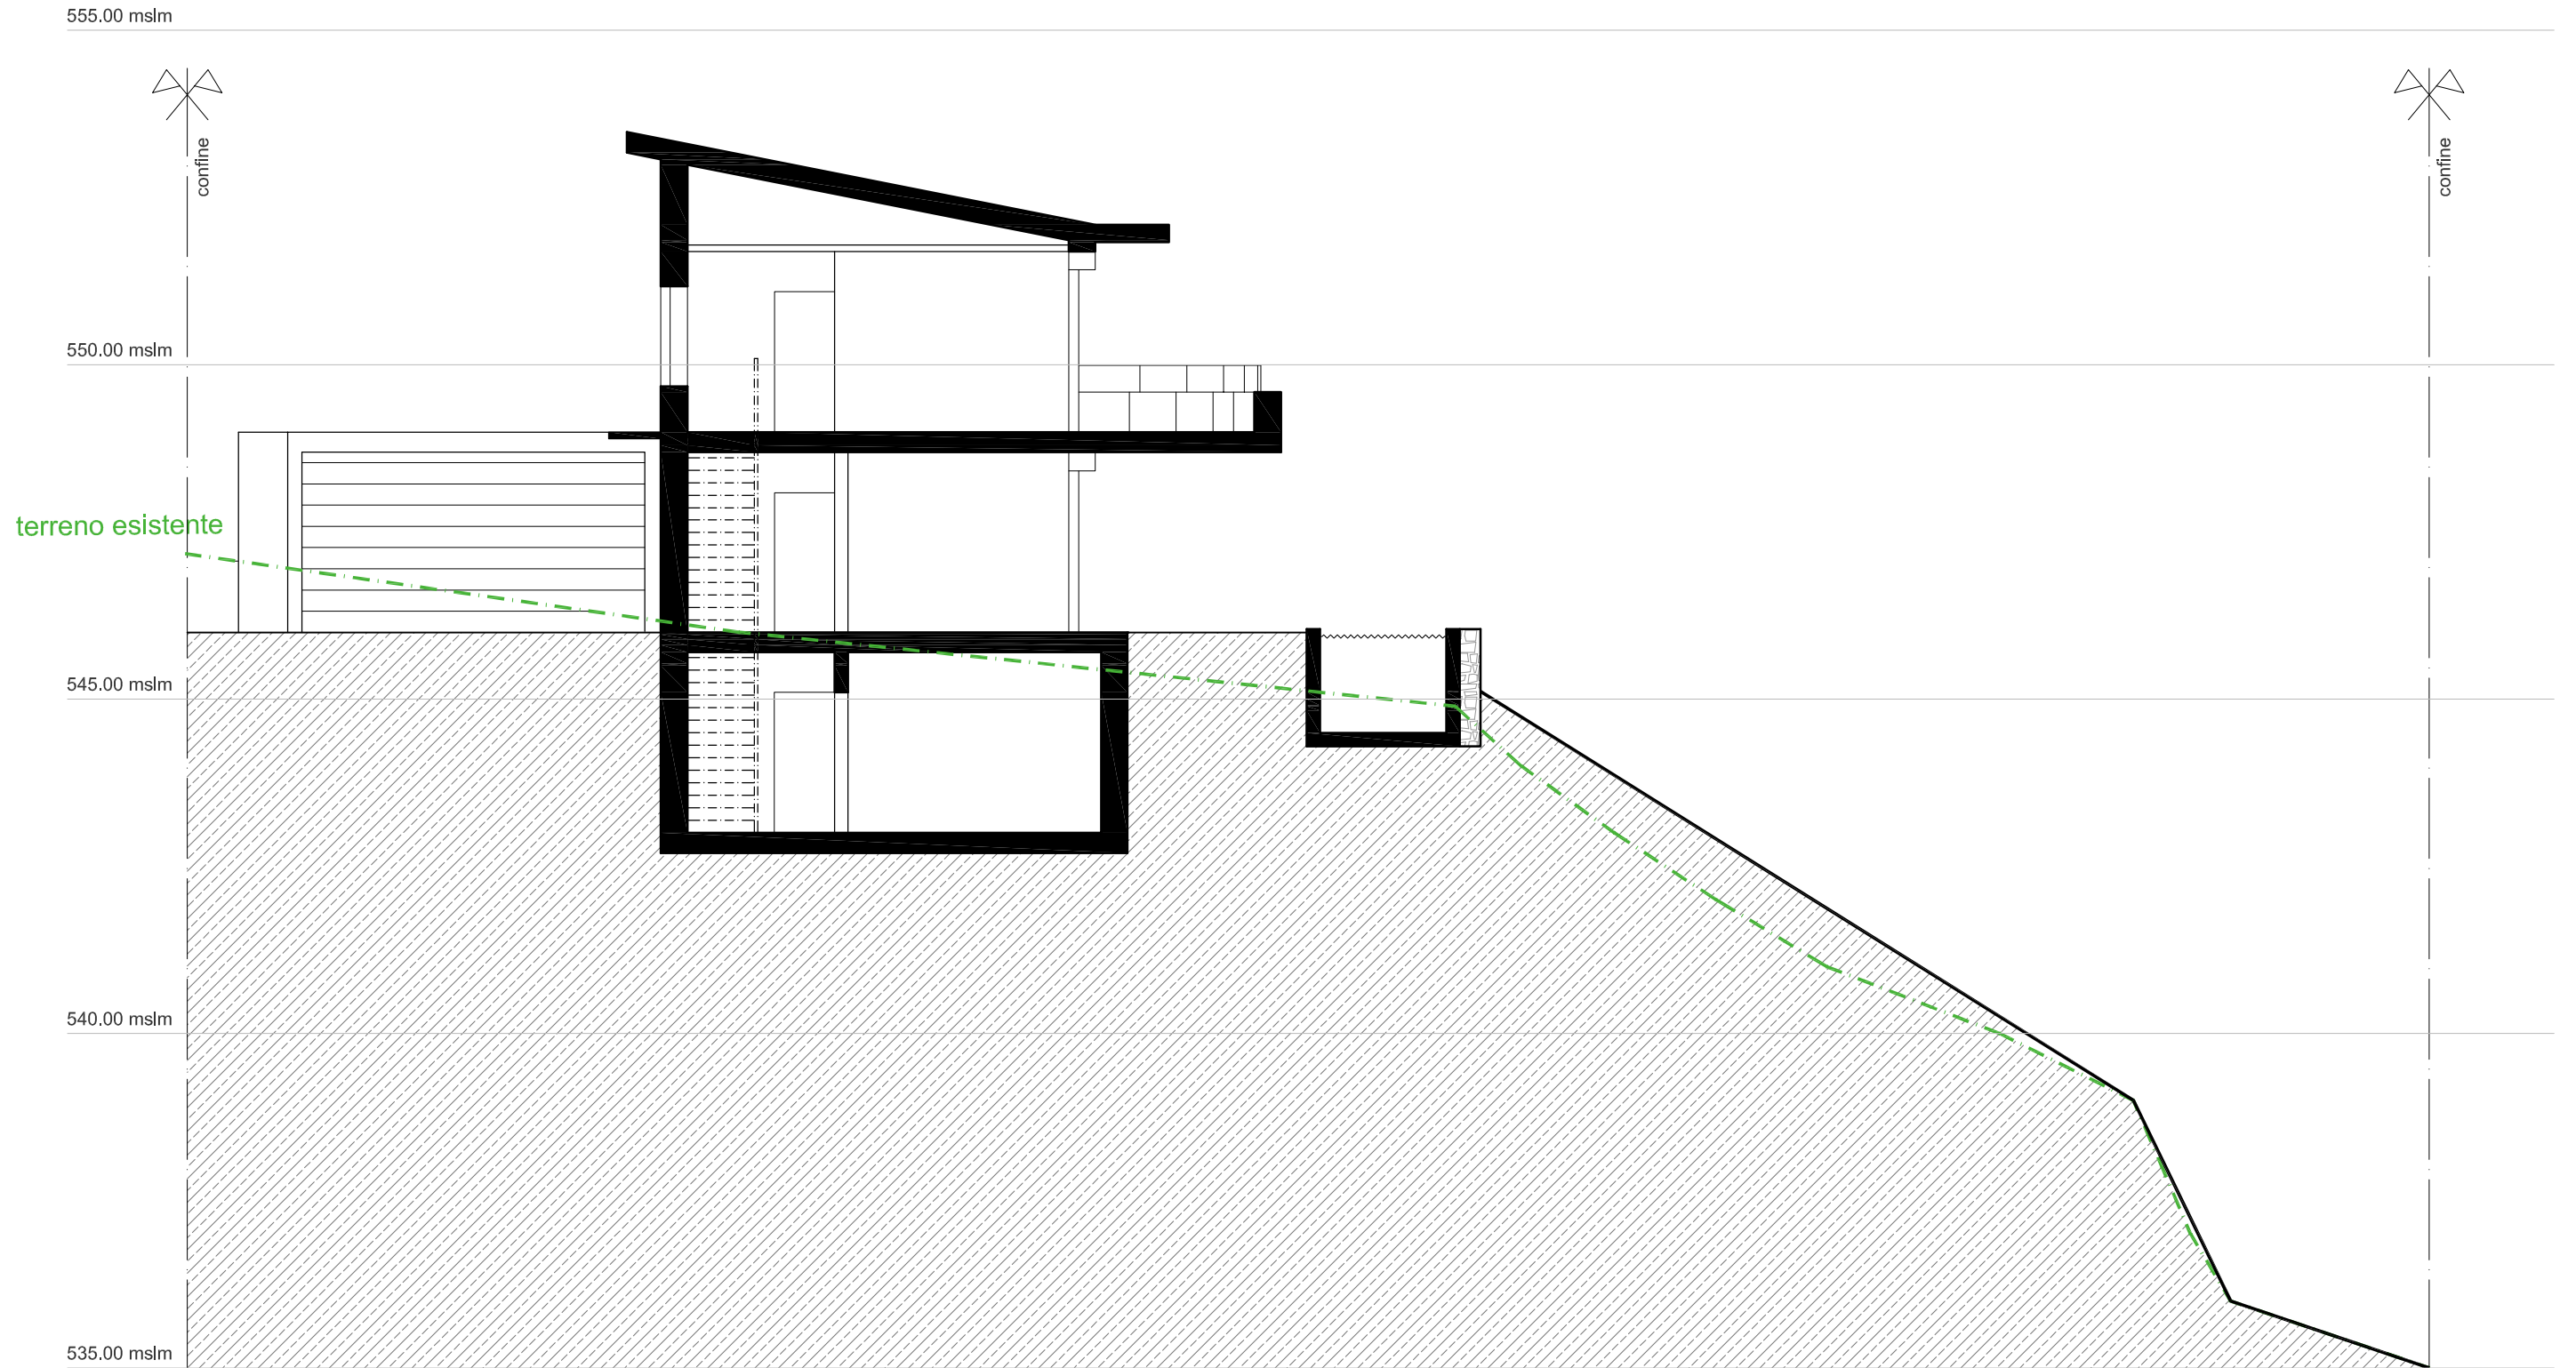 555.00 mslm
confine
confine
550.00 mslm
terreno esistente
545.00 mslm
540.00 mslm
535.00 mslm